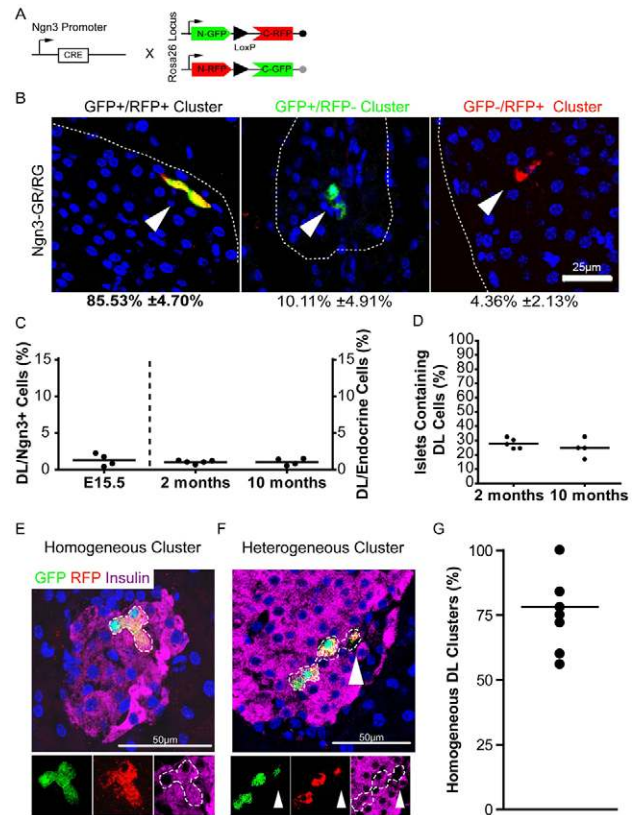 A
Ngn3 Promoter
CRE
X
Rosa26 Locus
N-GFP
C-RFP
LoxP
N-RFP
C-GFP
B
GFP+/RFP+ Cluster
GFP+/RFP- Cluster
GFP-/RFP+ Cluster
Ngn3-GR/RG
25µm
85.53% ±4.70%
10.11% ±4.91%
4.36% ±2.13%
C
DL/Ngn3+ Cells (%)
15
10
5
0
E15.5
2 months
10 months
15
10
5
0
DL/Endocrine Cells (%)
D
Islets Containing
DL Cells (%)
100
90
80
70
60
50
40
30
20
10
0
2 months
10 months
E
Homogeneous Cluster
GFP RFP Insulin
50µm
F
Heterogeneous Cluster
50µm
G
Homogeneous DL Clusters (%)
100
75
50
25
0